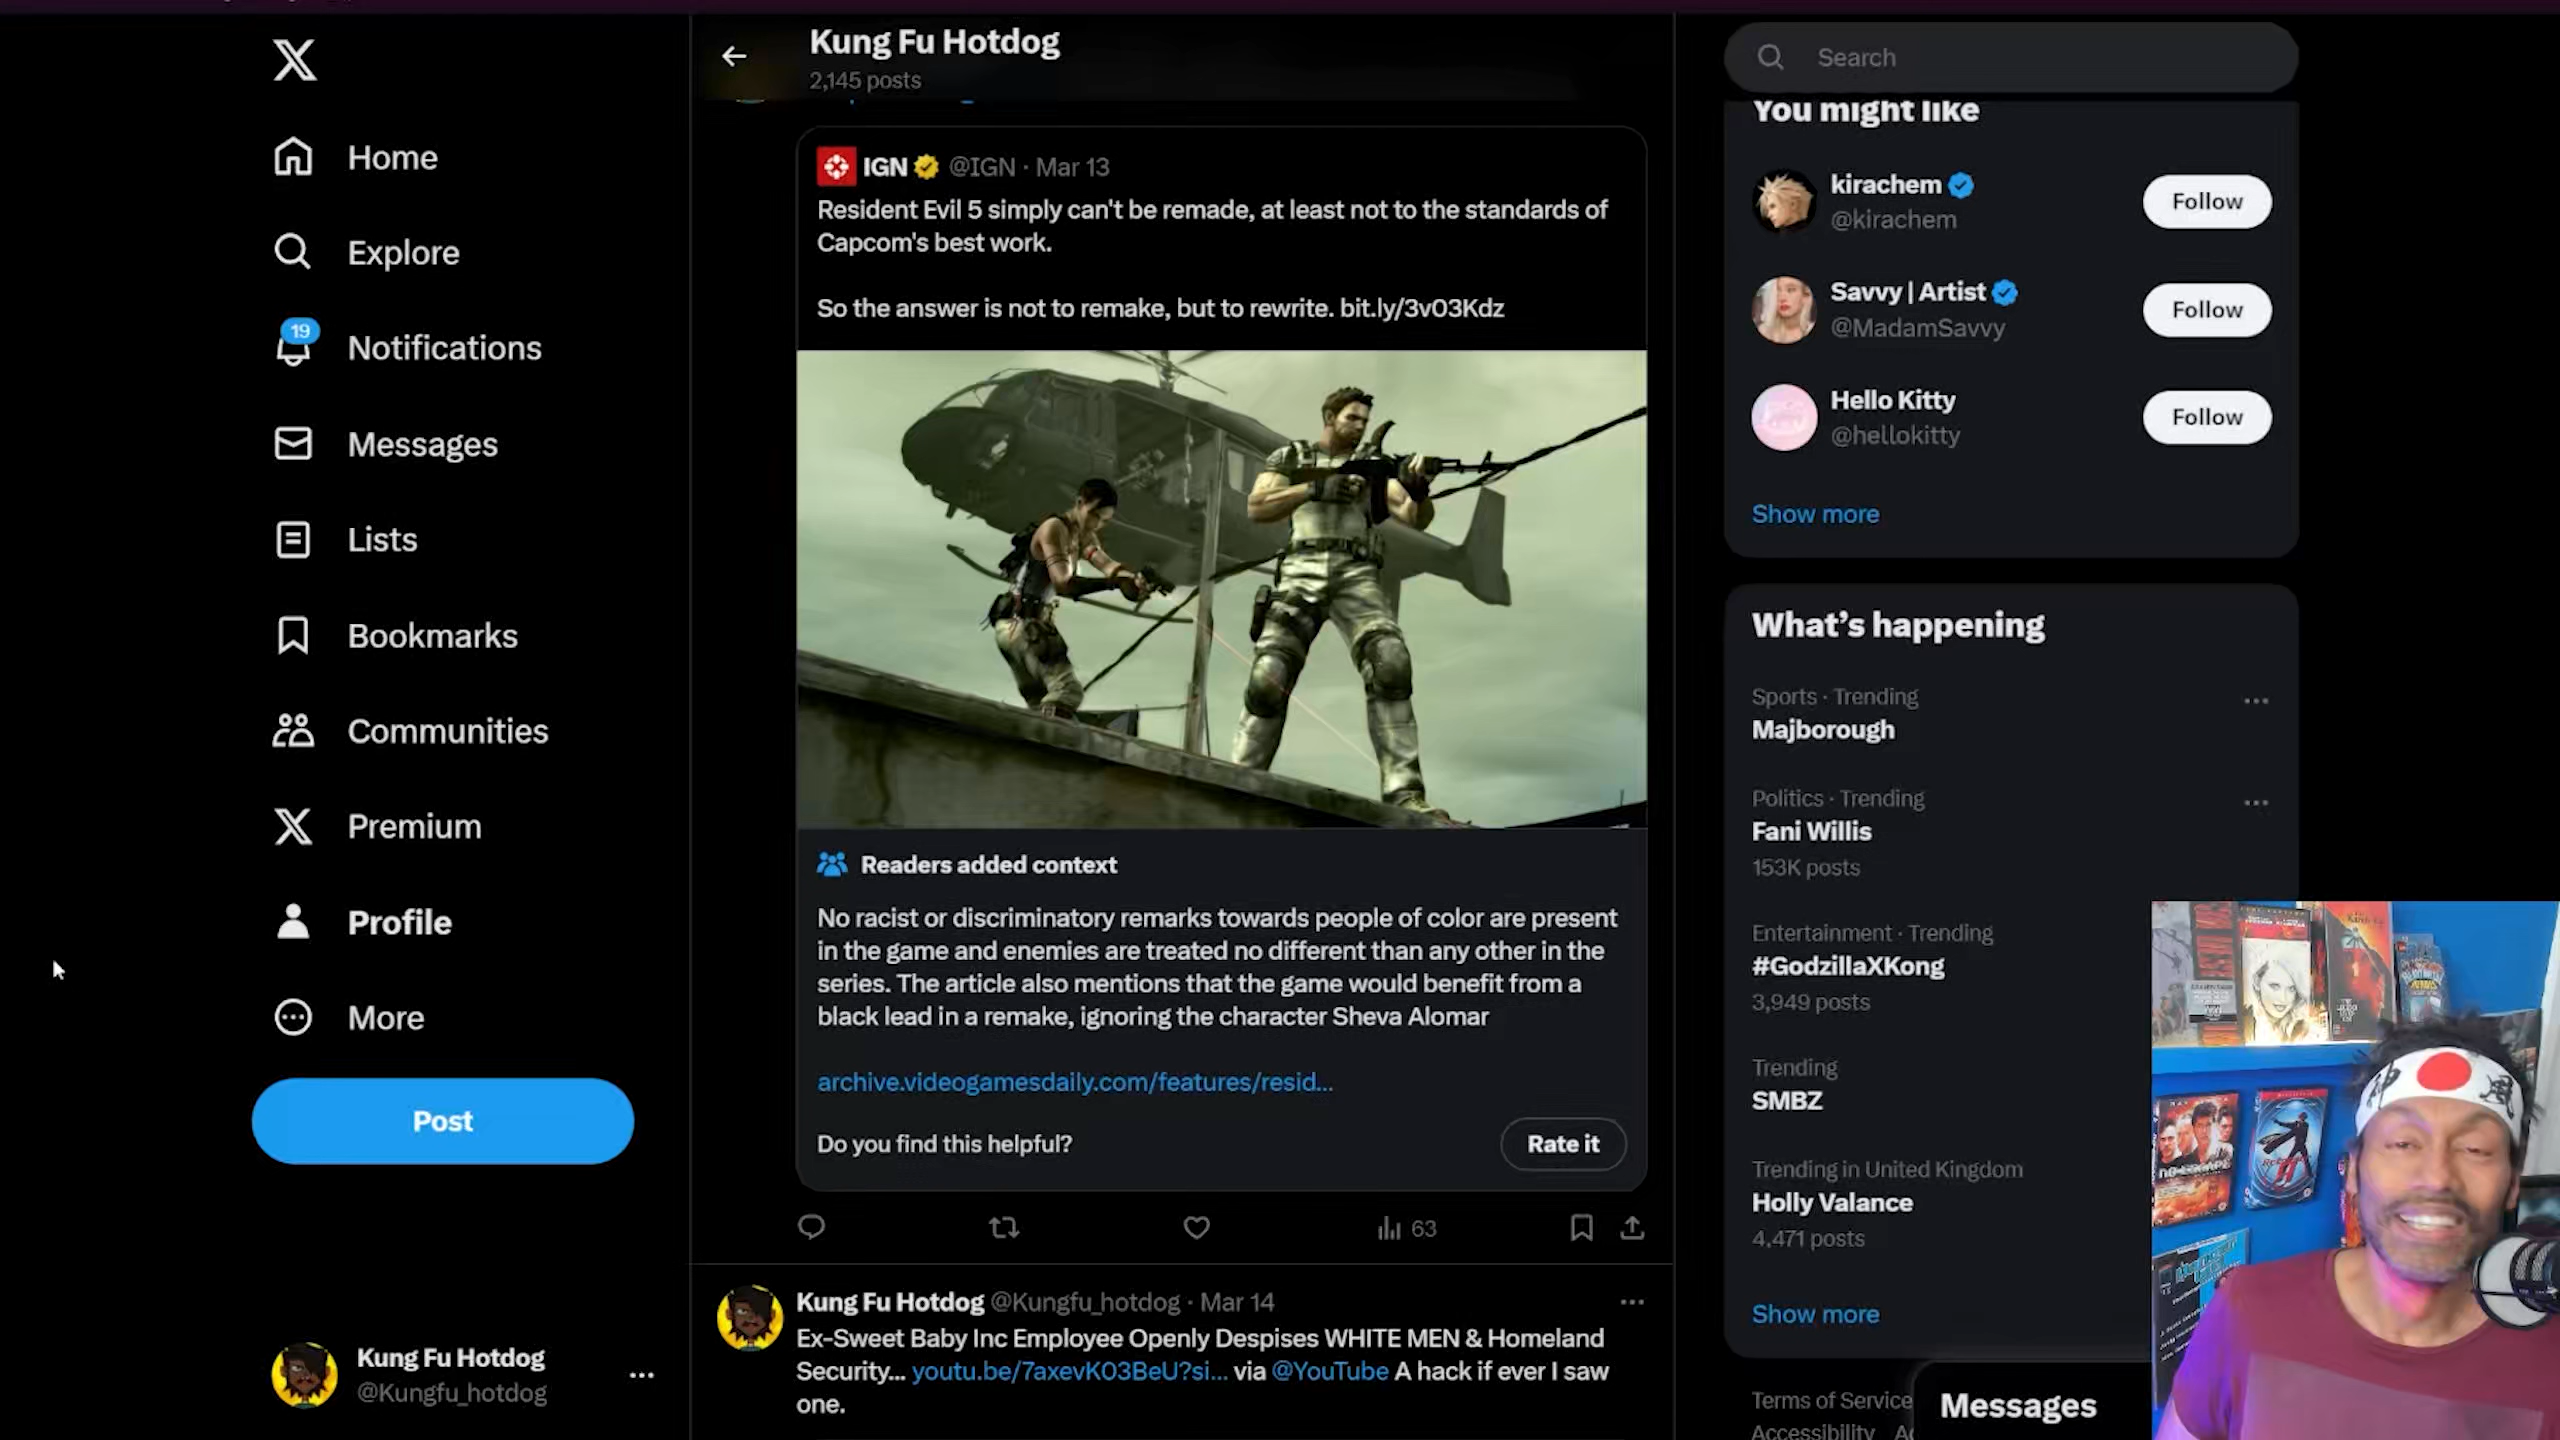 Kung Fu Hotdog
2,145 posts
Home
Explore
19
Notifications
Messages
Lists
Bookmarks
Communities
Premium
Profile
More
Post
Kung Fu Hotdog
@Kungfu_hotdog
IGN @IGN · Mar 13
Resident Evil 5 simply can't be remade, at least not to the standards of
Capcom's best work.
So the answer is not to remake, but to rewrite. bit.ly/3vO3Kdz
Readers added context
No racist or discriminatory remarks towards people of color are present
in the game and enemies are treated no different than any other in the
series. The article also mentions that the game would benefit from a
black lead in a remake, ignoring the character Sheva Alomar
archive.videogamesdaily.com/features/resid...
Do you find this helpful?
Rate it
63
Kung Fu Hotdog @Kungfu_hotdog · Mar 14
Ex-Sweet Baby Inc Employee Openly Despises WHITE MEN & Homeland
Security... youtu.be/7axevK03BeU?si... via @YouTube A hack if ever I saw
one.
Search
You might like
kirachem
@kirachem
Follow
Savvy | Artist
@MadamSavvy
Follow
Hello Kitty
@hellokitty
Follow
Show more
What's happening
Sports · Trending
Majborough
Politics · Trending
Fani Willis
153K posts
Entertainment · Trending
#GodzillaXKong
3,949 posts
Trending
SMBZ
Trending in United Kingdom
Holly Valance
4,471 posts
Show more
Terms of Service
Accessibility
Messages